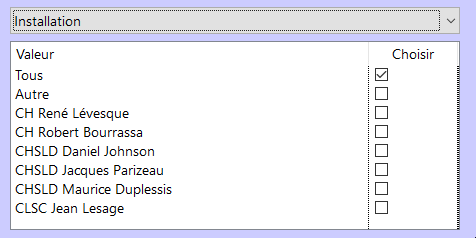 Installation
Valeur Choisir
Tous
Autre
CH René Lévesque
CH Robert Bourrassa
CHSLD Daniel Johnson
CHSLD Jacques Parizeau
CHSLD Maurice Duplessis
CLSC Jean Lesage